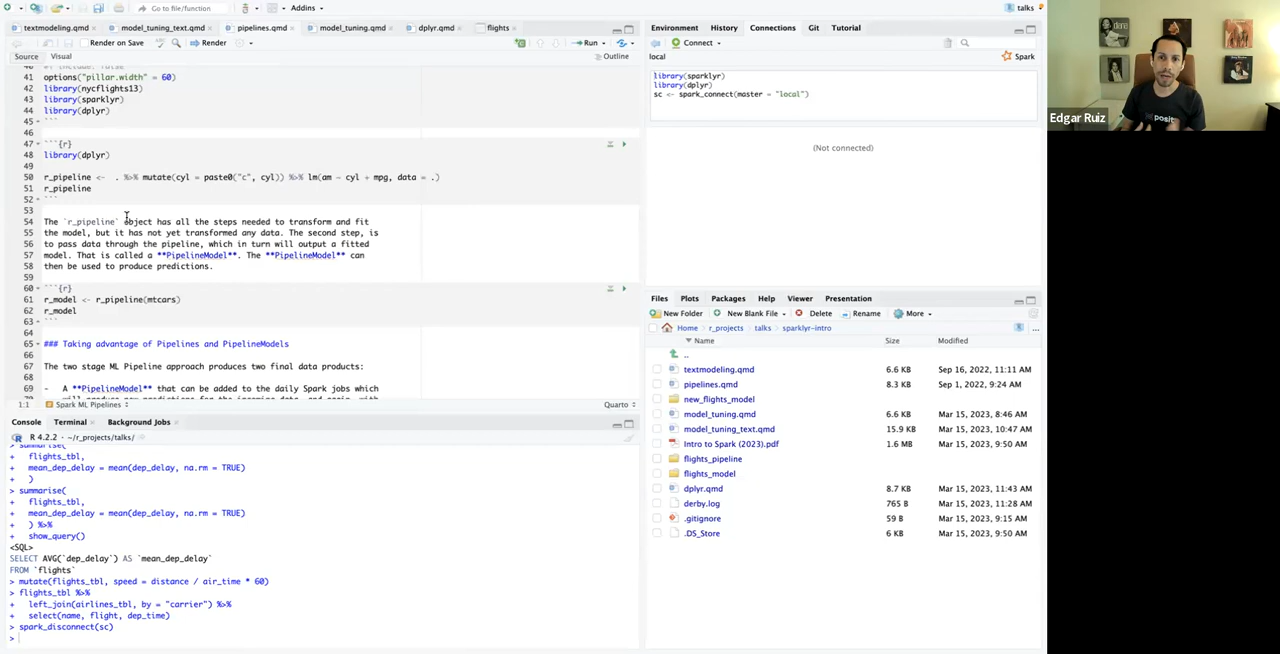 Go to file/function
Addins
talks
textmodeling.qmd
model_tuning_text.qmd
pipelines.qmd
model_tuning.qmd
dplyr.qmd
flights
Render on Save
Render
Run
Source
Visual
Outline
41 options("pillar.width" = 60)
42 library(nycflights13)
43 library(sparklyr)
44 library(dplyr)
45 ```
46
47 ```{r}
48 library(dplyr)
49
50 r_pipeline <- . %>% mutate(cyl = paste0("c", cyl)) %>% lm(am ~ cyl + mpg, data = .)
51 r_pipeline
52 ```
53
54 The `r_pipeline` object has all the steps needed to transform and fit
55 the model, but it has not yet transformed any data. The second step, is
56 to pass data through the pipeline, which in turn will output a fitted
57 model. That is called a **PipelineModel**. The **PipelineModel** can
58 then be used to produce predictions.
59
60 ```{r}
61 r_model <- r_pipeline(mtcars)
62 r_model
63 ```
64
65 ### Taking advantage of Pipelines and PipelineModels
66
67 The two stage ML Pipeline approach produces two final data products:
68
69 - A **PipelineModel** that can be added to the daily Spark jobs which
1:1 Spark ML Pipelines
Quarto
Console
Terminal
Background Jobs
R 4.2.2 · ~/r_projects/talks/
> summarise(
+ flights_tbl,
+ mean_dep_delay = mean(dep_delay, na.rm = TRUE)
+ )
> summarise(
+ flights_tbl,
+ mean_dep_delay = mean(dep_delay, na.rm = TRUE)
+ ) %>%
+ show_query()
<SQL>
SELECT AVG(`dep_delay`) AS `mean_dep_delay`
FROM `flights`
> mutate(flights_tbl, speed = distance / air_time * 60)
> flights_tbl %>%
+ left_join(airlines_tbl, by = "carrier") %>%
+ select(name, flight, dep_time)
> spark_disconnect(sc)
>
Environment
History
Connections
Git
Tutorial
Connect
local
Spark
library(sparklyr)
library(dplyr)
sc <- spark_connect(master = "local")
(Not connected)
Files
Plots
Packages
Help
Viewer
Presentation
New Folder
New Blank File
Delete
Rename
More
Home
r_projects
talks
sparklyr-intro
Name Size Modified
..
textmodeling.qmd 6.6 KB Sep 16, 2022, 11:11 AM
pipelines.qmd 8.3 KB Sep 1, 2022, 9:24 AM
new_flights_model
model_tuning.qmd 6.6 KB Mar 15, 2023, 8:46 AM
model_tuning_text.qmd 15.9 KB Mar 15, 2023, 10:47 AM
Intro to Spark (2023).pdf 1.6 MB Mar 15, 2023, 9:50 AM
flights_pipeline
flights_model
dplyr.qmd 8.7 KB Mar 15, 2023, 11:43 AM
derby.log 765 B Mar 15, 2023, 11:28 AM
.gitignore 59 B Mar 15, 2023, 9:15 AM
.DS_Store 6 KB Mar 15, 2023, 9:50 AM
posit
Edgar Ruiz